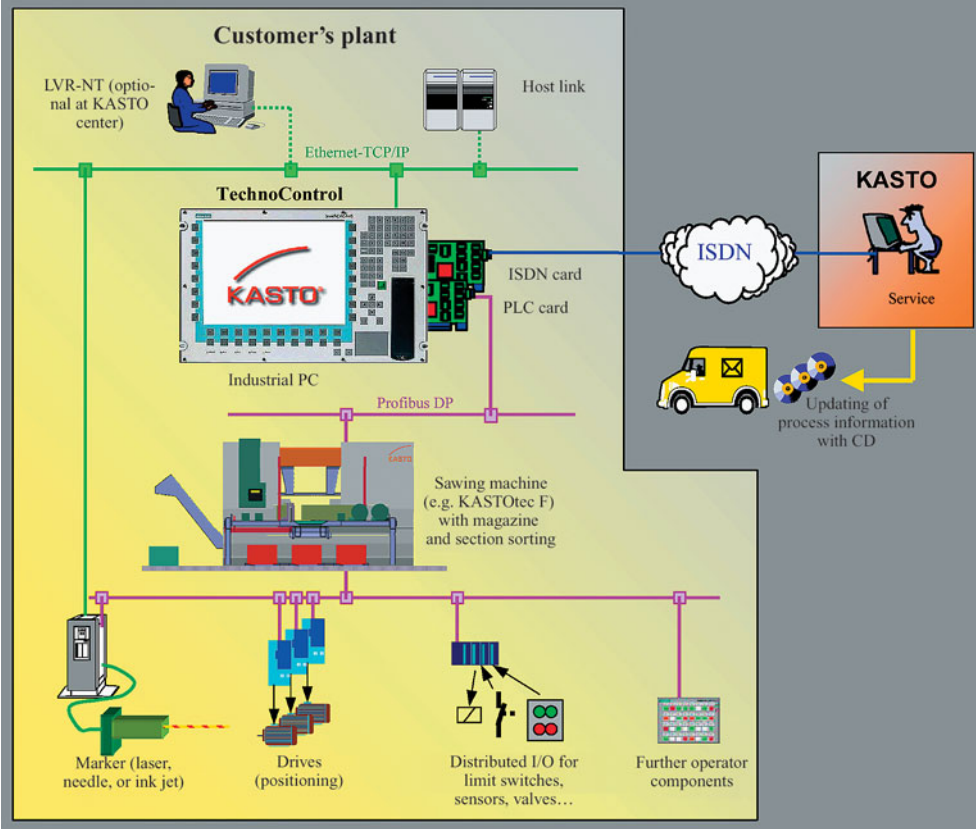 Customer's plant
LVR-NT (optio-
nal at KASTO
center)
Host link
Ethernet-TCP/IP
TechnoControl
KASTO
ISDN card
PLC card
Industrial PC
ISDN
KASTO
Service
Updating of
process information
with CD
Profibus DP
KASTO
Sawing machine
(e.g. KASTOtec F)
with magazine
and section sorting
Marker (laser,
needle, or ink jet)
Drives
(positioning)
Distributed I/O for
limit switches,
sensors, valves…
Further operator
components